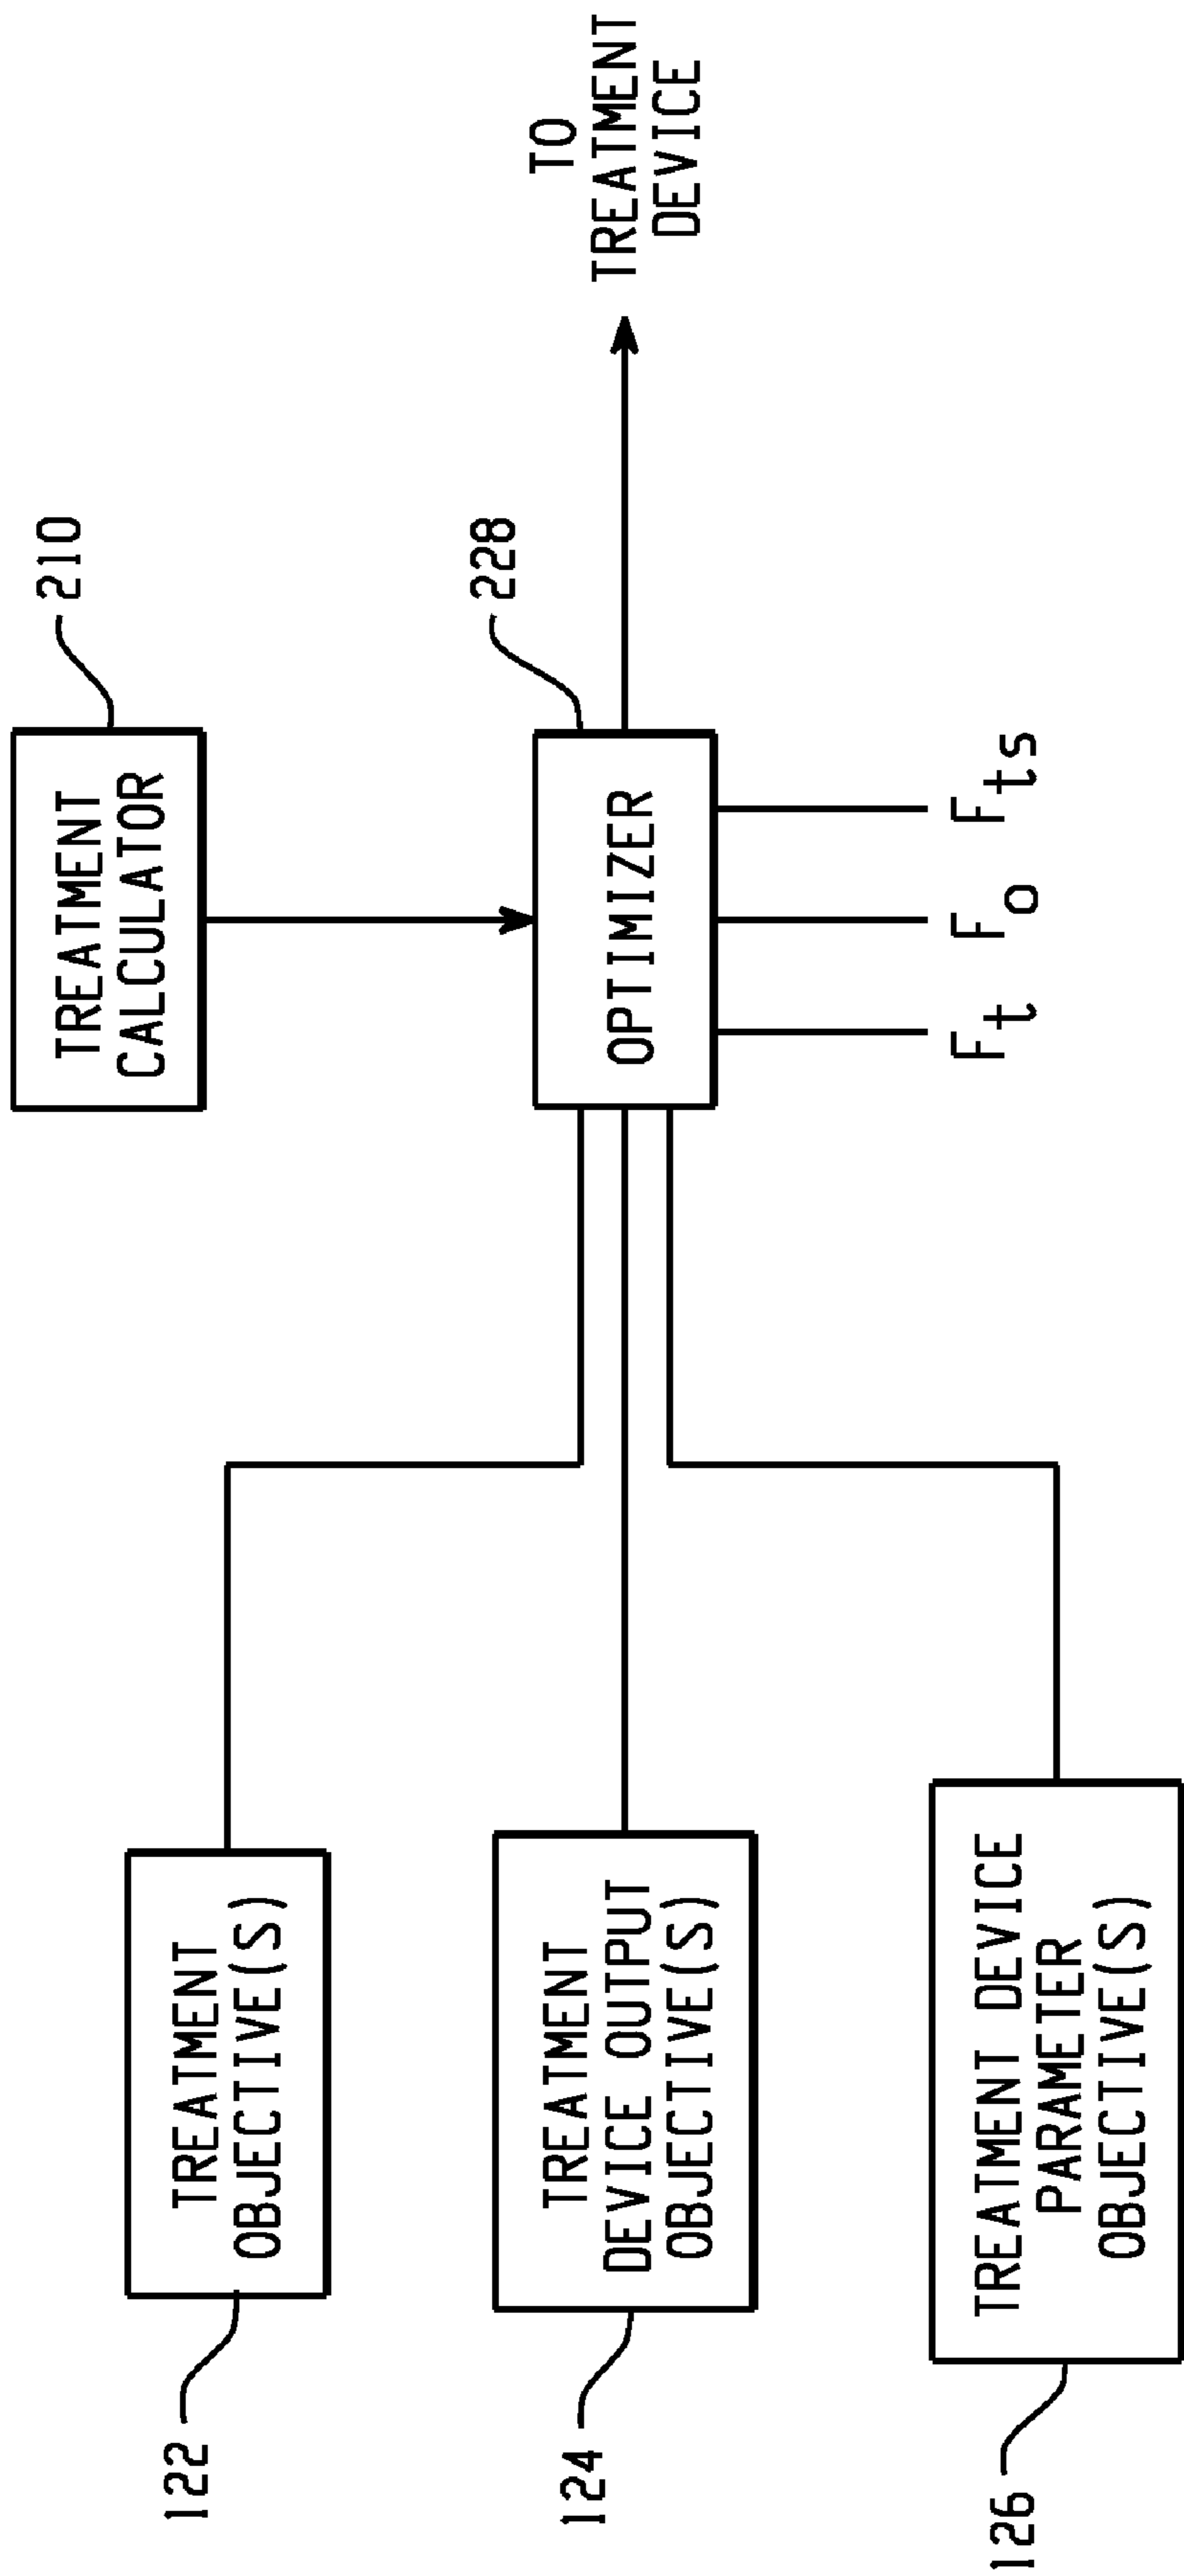 210
TREATMENT
CALCULATOR
122
TREATMENT
OBJECTIVE(S)
228
OPTIMIZER
TO
TREATMENT
DEVICE
124
TREATMENT
DEVICE OUTPUT
OBJECTIVE(S)
Ft Fo Fts
126
TREATMENT DEVICE
PARAMETER
OBJECTIVE(S)